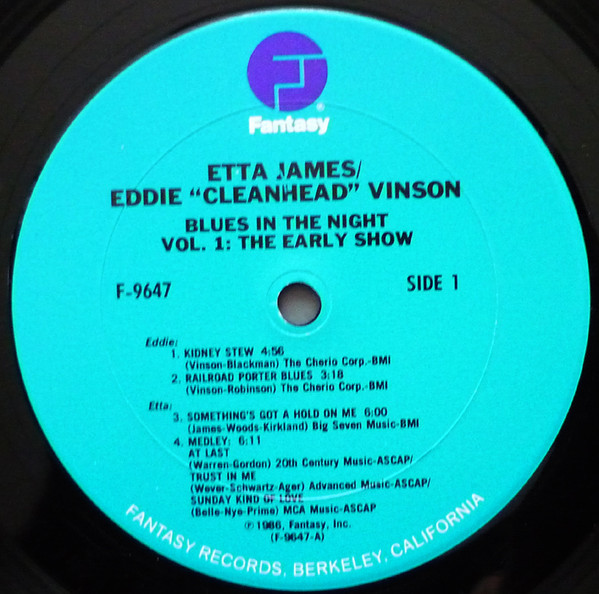 Fantasy
ETTA JAMES/
EDDIE "CLEANHEAD" VINSON
BLUES IN THE NIGHT
VOL. 1: THE EARLY SHOW
F-9647
SIDE 1
Eddie:
1. KIDNEY STEW 4:56
(Vinson-Blackman) The Cherio Corp.-BMI
2. RAILROAD PORTER BLUES 3:18
(Vinson-Robinson) The Cherio Corp.-BMI
Etta:
3. SOMETHING'S GOT A HOLD ON ME 6:00
(James-Woods-Kirkland) Big Seven Music-BMI
4. MEDLEY: 6:11
AT LAST
(Warren-Gordon) 20th Century Music-ASCAP/
TRUST IN ME
(Wever-Schwartz-Ager) Advanced Music-ASCAP/
SUNDAY KIND OF LOVE
(Belle-Nye-Prime) MCA Music-ASCAP
℗1986, Fantasy, Inc.
(F-9647-A)
FANTASY RECORDS, BERKELEY, CALIFORNIA